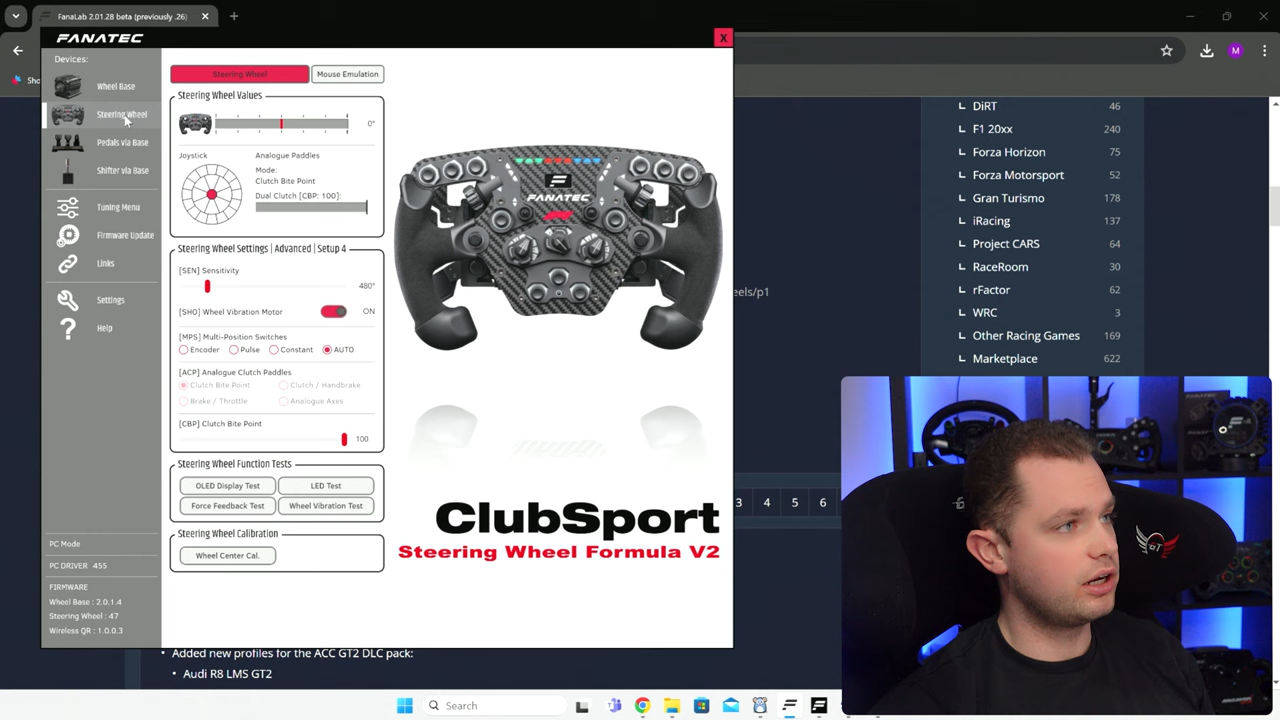 FanaLab 2.01.28 beta (previously .26)
FANATEC
X
M
Sho
Devices:
Wheel Base
Steering Wheel
Pedals via Base
Shifter via Base
Tuning Menu
Firmware Update
Links
Settings
Help
PC Mode
PC DRIVER 455
FIRMWARE
Wheel Base : 2.0.1.4
Steering Wheel : 47
Wireless QR : 1.0.0.3
Steering Wheel
Mouse Emulation
Steering Wheel Values
0°
Joystick
Analogue Paddles
Mode:
Clutch Bite Point
Dual Clutch [CBP: 100]:
Steering Wheel Settings | Advanced | Setup 4
[SEN] Sensitivity
480°
[SHO] Wheel Vibration Motor
ON
[MPS] Multi-Position Switches
Encoder
Pulse
Constant
AUTO
[ACP] Analogue Clutch Paddles
Clutch Bite Point
Clutch / Handbrake
Brake / Throttle
Analogue Axes
[CBP] Clutch Bite Point
100
Steering Wheel Function Tests
OLED Display Test
LED Test
Force Feedback Test
Wheel Vibration Test
Steering Wheel Calibration
Wheel Center Cal.
FANATEC
ClubSport
Steering Wheel Formula V2
DiRT 46
F1 20xx 240
Forza Horizon 75
Forza Motorsport 52
Gran Turismo 178
iRacing 137
Project CARS 64
RaceRoom 30
rFactor 62
WRC 3
Other Racing Games 169
Marketplace 622
eels/p1
3 4 5 6
Added new profiles for the ACC GT2 DLC pack:
Audi R8 LMS GT2
Search